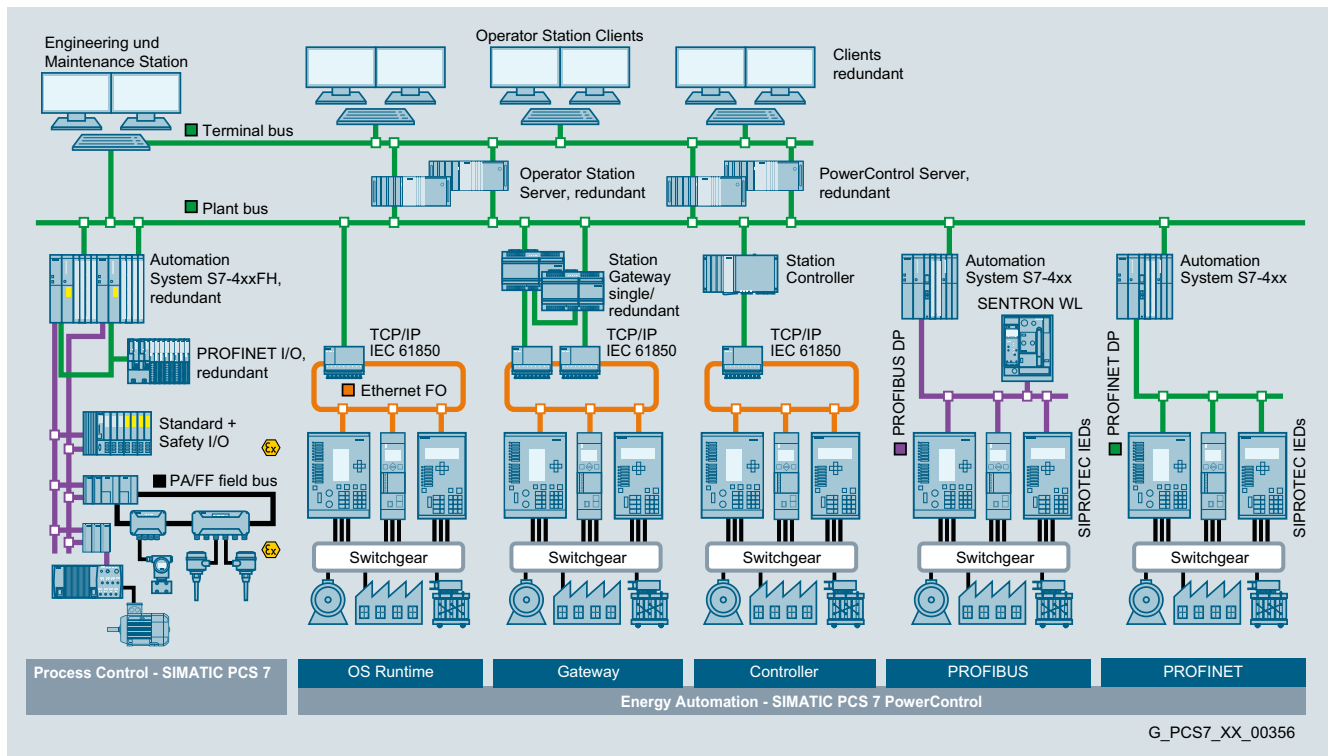 Engineering und
Maintenance Station
Operator Station Clients
Clients
redundant
Terminal bus
Operator Station
Server, redundant
PowerControl Server,
redundant
Plant bus
Automation
System S7-4xxFH,
redundant
Station
Gateway
single/
redundant
Station
Controller
Automation
System S7-4xx
Automation
System S7-4xx
SENTRON WL
PROFINET I/O,
redundant
TCP/IP
IEC 61850
TCP/IP
IEC 61850
TCP/IP
IEC 61850
Ethernet FO
PROFIBUS DP
PROFINET DP
Standard +
Safety I/O
Ex
PA/FF field bus
Ex
SIPROTEC IEDs
SIPROTEC IEDs
Switchgear
Switchgear
Switchgear
Switchgear
Switchgear
Process Control - SIMATIC PCS 7
OS Runtime
Gateway
Controller
PROFIBUS
PROFINET
Energy Automation - SIMATIC PCS 7 PowerControl
G_PCS7_XX_00356